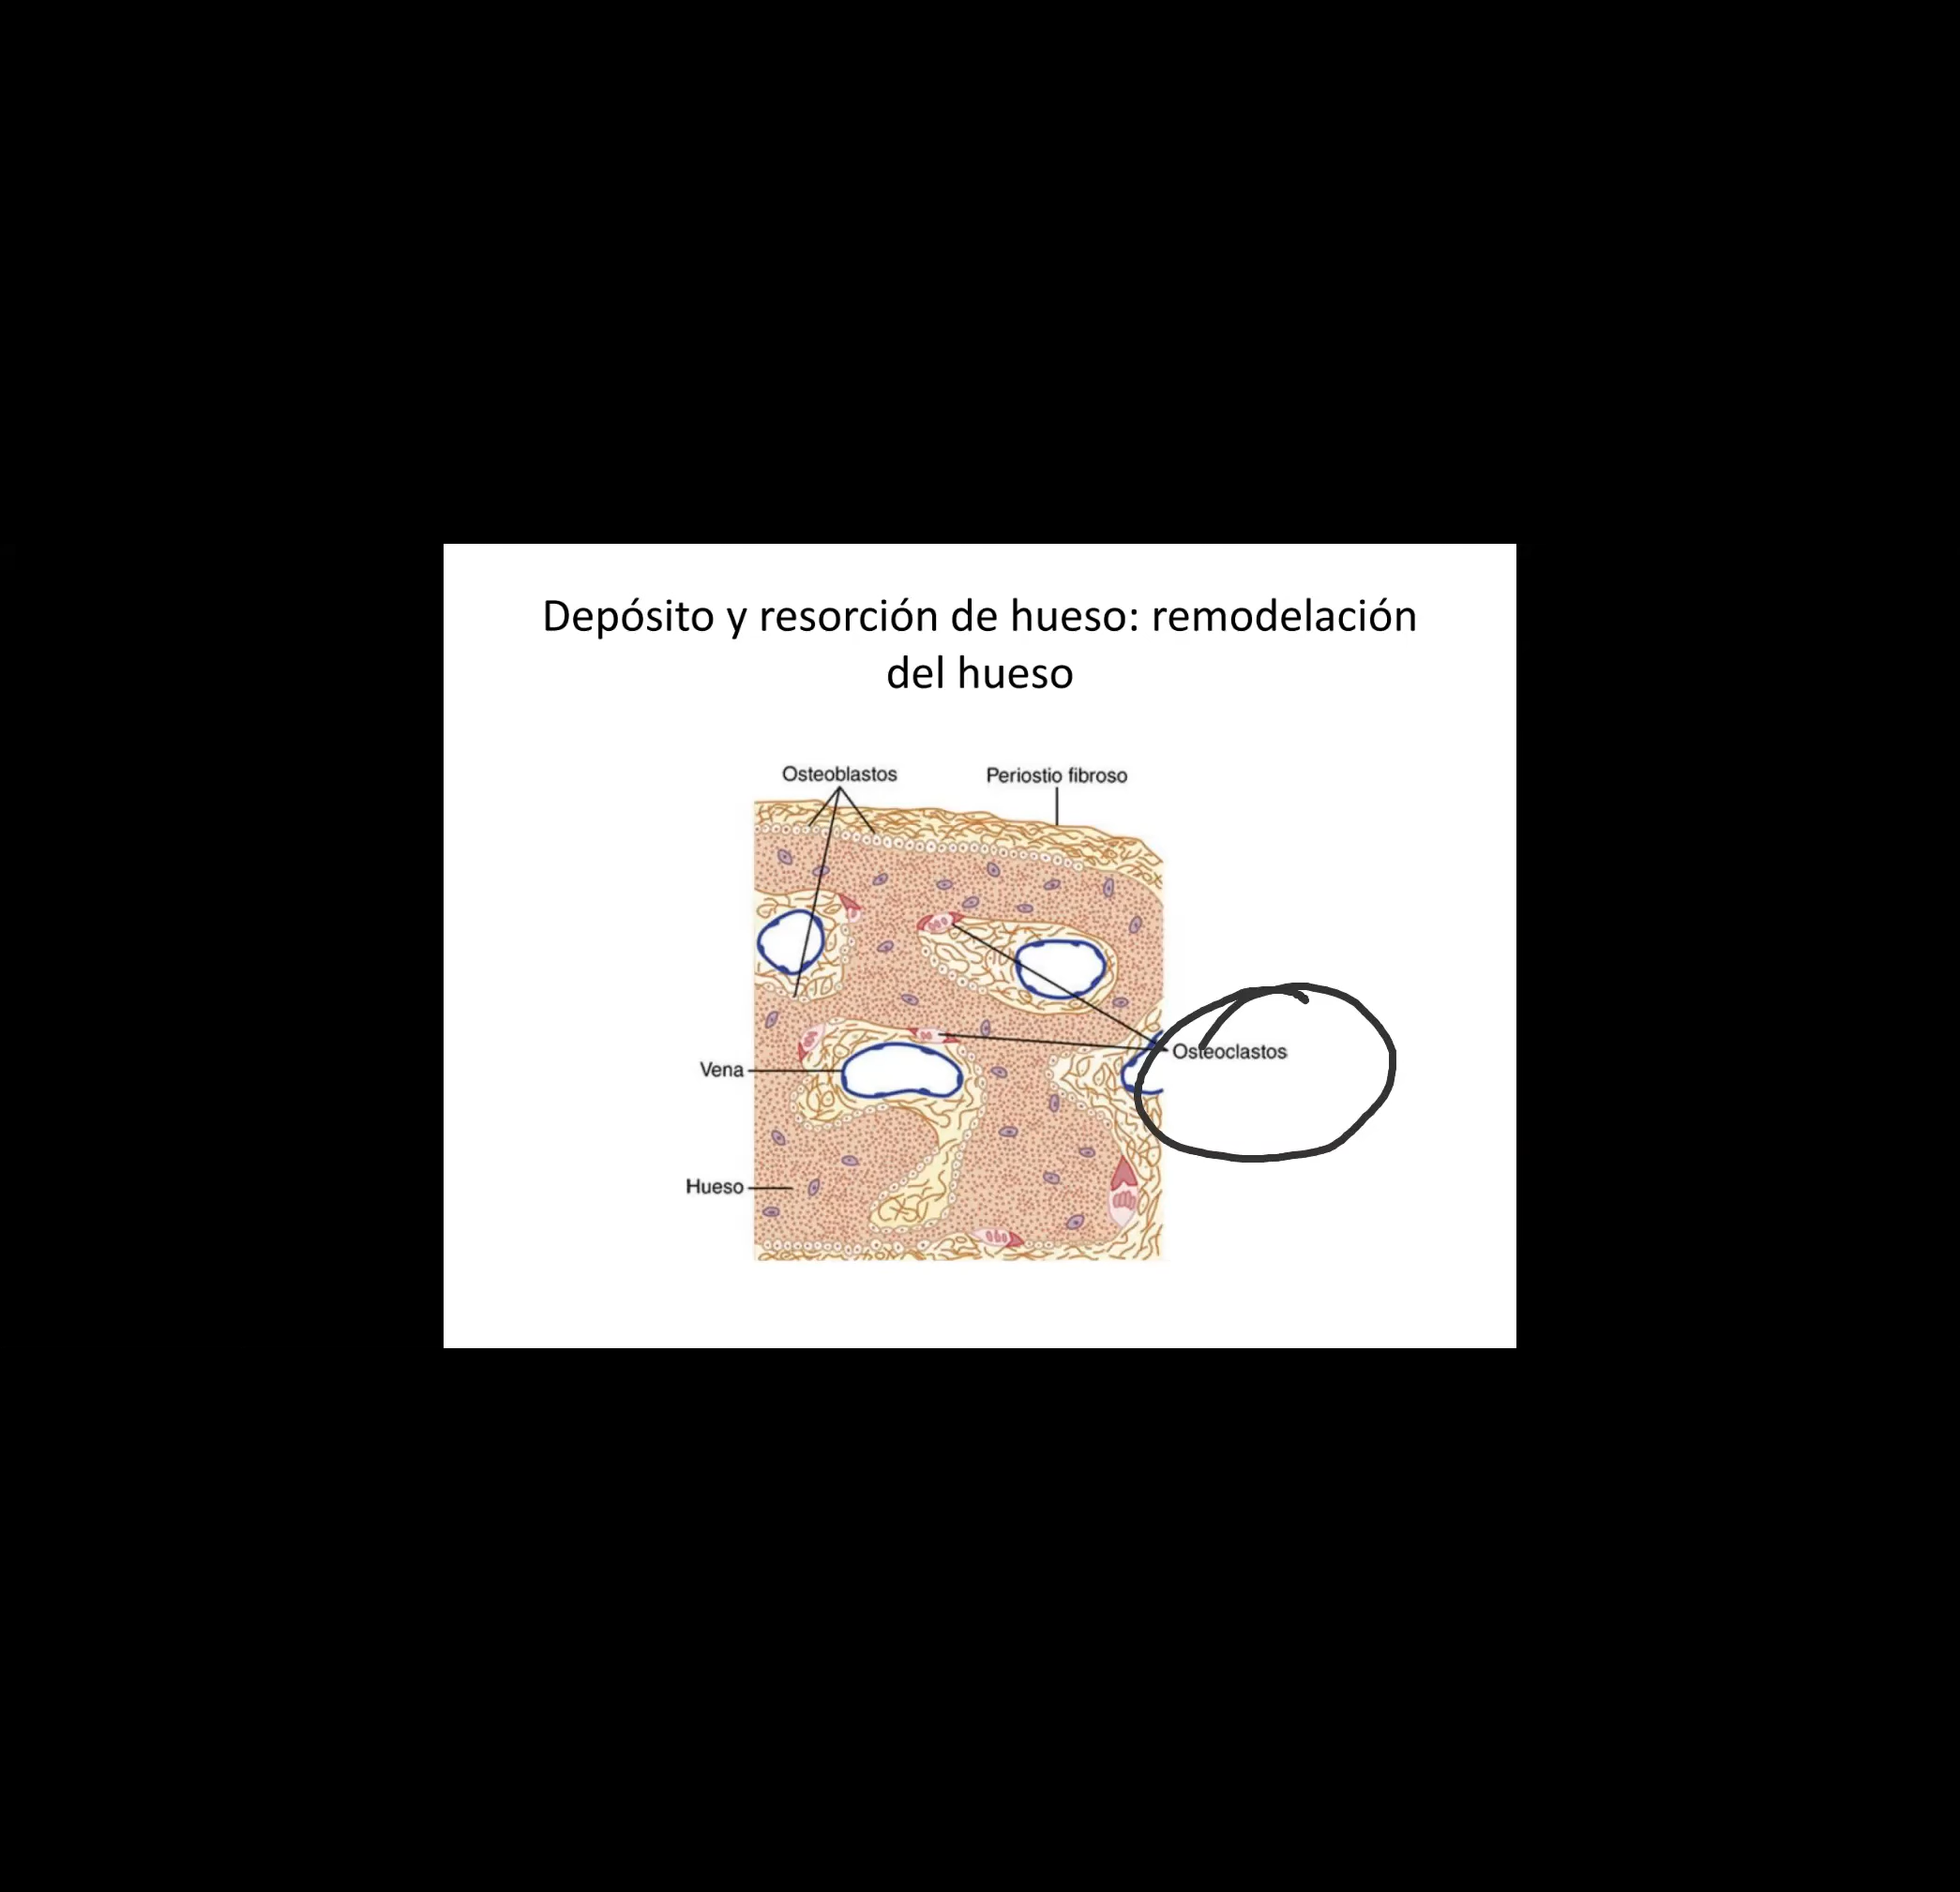 Depósito y resorción de hueso: remodelación
del hueso
Osteoblastos
Periostio fibroso
Osteoclastos
Vena
Hueso